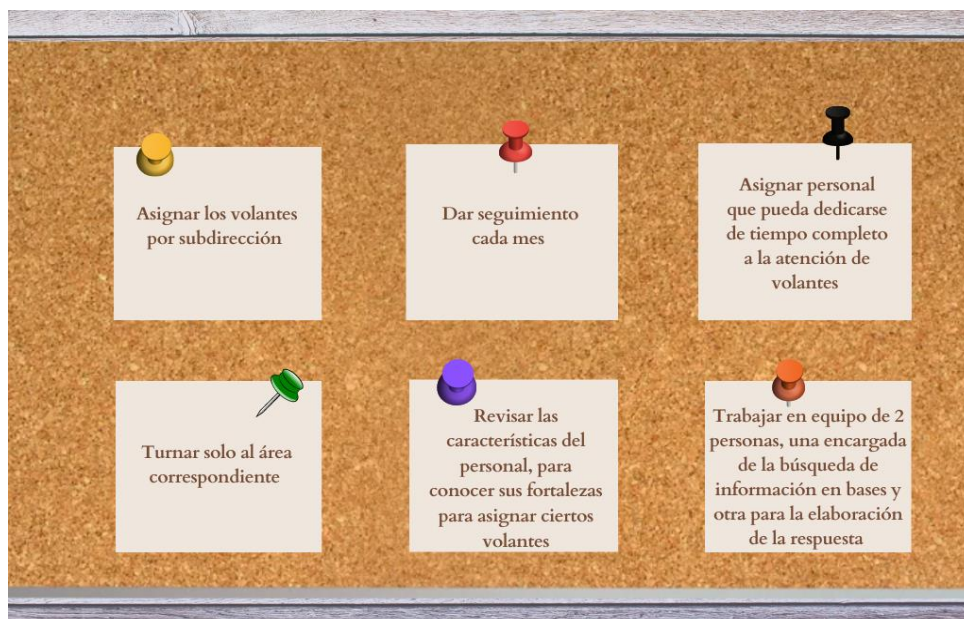 Asignar los volantes
por subdirección
Dar seguimiento
cada mes
Asignar personal
que pueda dedicarse
de tiempo completo
a la atención de
volantes
Turnar solo al área
correspondiente
Revisar las
características del
personal, para
conocer sus fortalezas
para asignar ciertos
volantes
Trabajar en equipo de 2
personas, una encargada
de la búsqueda de
información en bases y
otra para la elaboración
de la respuesta